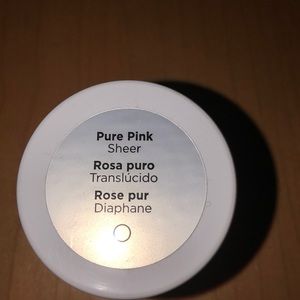 Pure Pink
Sheer
Rosa puro
Translúcido
Rose pur
Diaphane